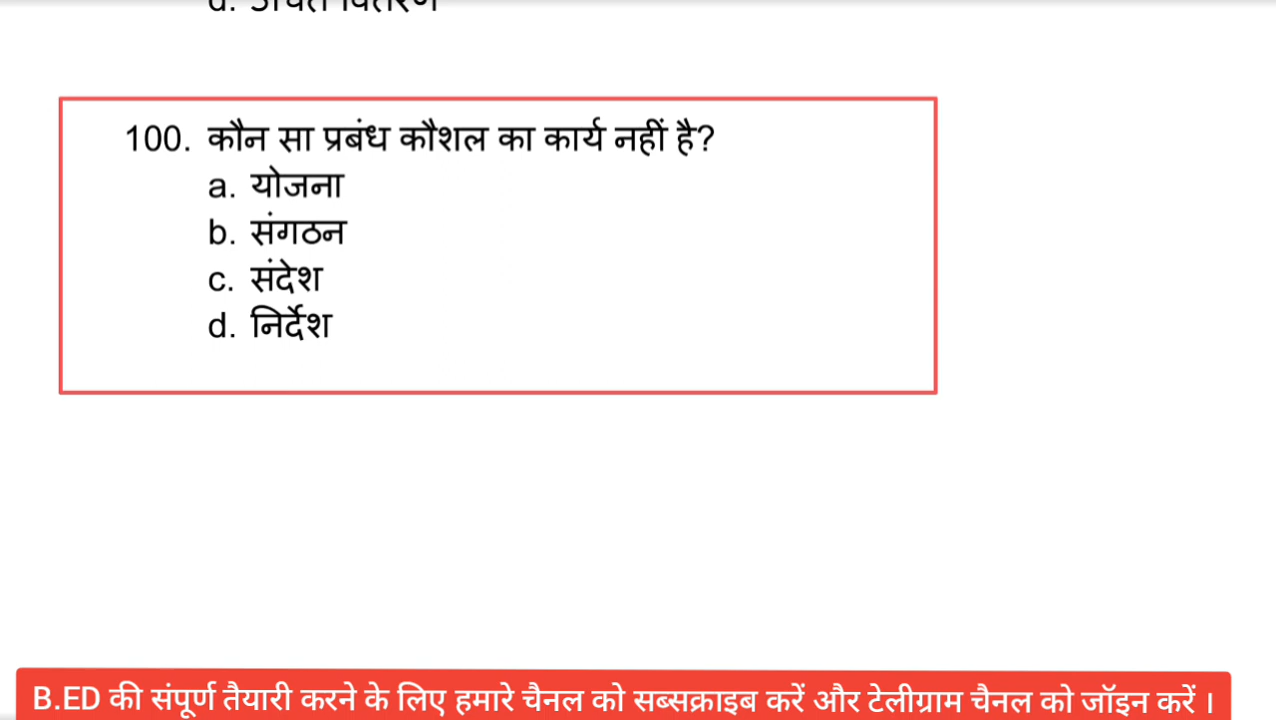 100. कौन सा प्रबंध कौशल का कार्य नहीं है?
a. योजना
b. संगठन
c. संदेश
d. निर्देश
B.ED की संपूर्ण तैयारी करने के लिए हमारे चैनल को सब्सक्राइब करें और टेलीग्राम चैनल को जॉइन करें ।